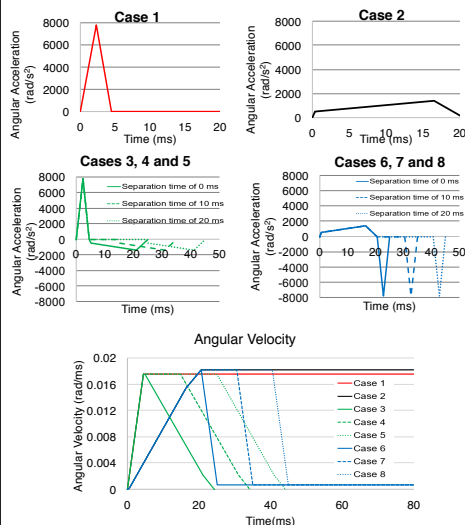 Case 1
Angular Acceleration
(rad/s²)
8000
6000
4000
2000
0
0 5 10 15 20
Time (ms)
Case 2
Angular Acceleration
(rad/s²)
8000
6000
4000
2000
0
0 5 10 15 20
Time (ms)
Cases 3, 4 and 5
Angular Acceleration
(rad/s²)
8000
6000
4000
2000
0
-2000
-4000
-6000
-8000
Separation time of 0 ms
Separation time of 10 ms
Separation time of 20 ms
0 10 20 30 40 50
Time (ms)
Cases 6, 7 and 8
Angular Acceleration
(rad/s²)
8000
6000
4000
2000
0
-2000
-4000
-6000
-8000
Separation time of 0 ms
Separation time of 10 ms
Separation time of 20 ms
0 10 20 30 40 50
Time (ms)
Angular Velocity
Angular Velocity (rad/ms)
0.02
0.016
0.012
0.008
0.004
0
Case 1
Case 2
Case 3
Case 4
Case 5
Case 6
Case 7
Case 8
0 20 40 60 80
Time(ms)